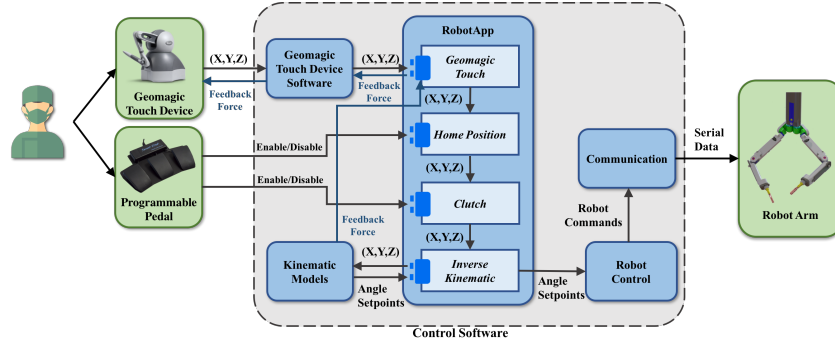 RobotApp
(X,Y,Z)
Geomagic
Touch Device
Software
(X,Y,Z)
Geomagic
Touch
Feedback
Force
Feedback
Force
Geomagic
Touch Device
(X,Y,Z)
Enable/Disable
Home Position
Serial
Data
Communication
(X,Y,Z)
Enable/Disable
Programmable
Pedal
Clutch
Robot
Commands
Robot Arm
Feedback
Force
(X,Y,Z)
Kinematic
Models
(X,Y,Z)
Angle
Setpoints
Inverse
Kinematic
Angle
Setpoints
Robot
Control
Control Software